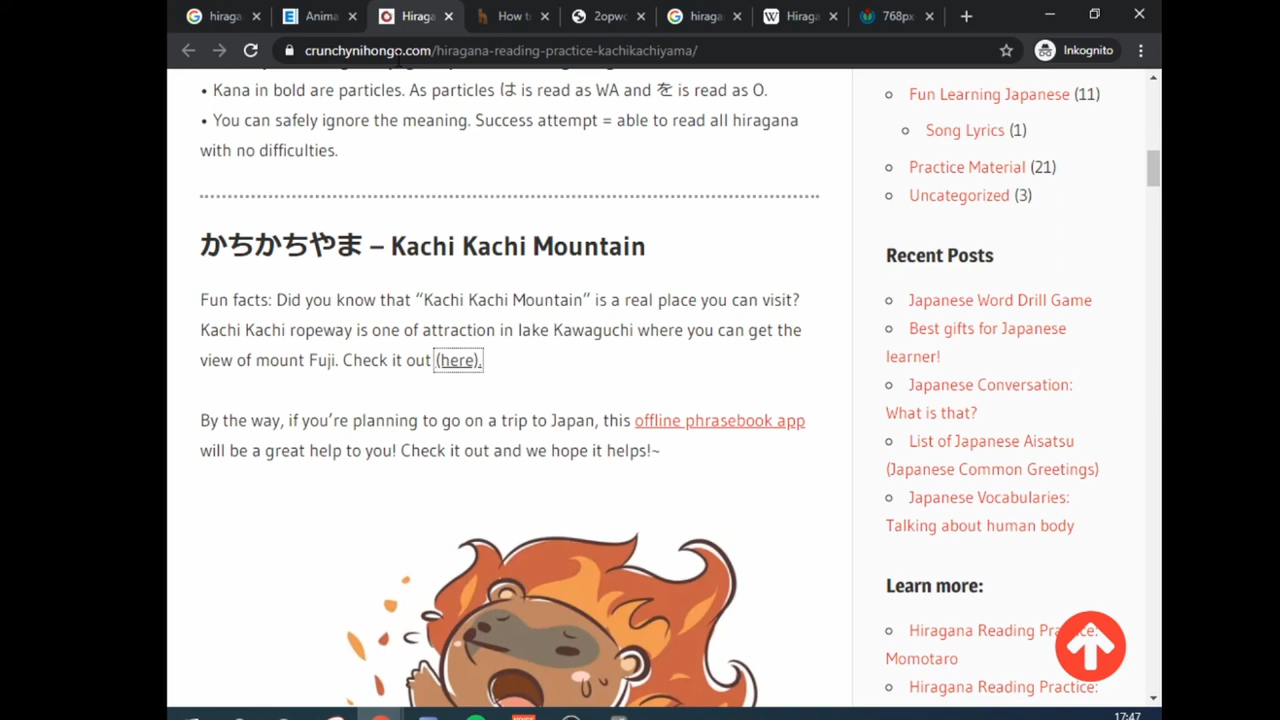 hiraga
Anima
Hiraga
How t
2opwc
hiraga
Hiraga
768px
crunchynihongo.com/hiragana-reading-practice-kachikachiyama/
Inkognito
• Kana in bold are particles. As particles は is read as WA and を is read as O.
• You can safely ignore the meaning. Success attempt = able to read all hiragana
with no difficulties.
かちかちやま – Kachi Kachi Mountain
Fun facts: Did you know that “Kachi Kachi Mountain” is a real place you can visit?
Kachi Kachi ropeway is one of attraction in lake Kawaguchi where you can get the
view of mount Fuji. Check it out (here).
By the way, if you’re planning to go on a trip to Japan, this offline phrasebook app
will be a great help to you! Check it out and we hope it helps!~
Fun Learning Japanese (11)
Song Lyrics (1)
Practice Material (21)
Uncategorized (3)
Recent Posts
Japanese Word Drill Game
Best gifts for Japanese
learner!
Japanese Conversation:
What is that?
List of Japanese Aisatsu
(Japanese Common Greetings)
Japanese Vocabularies:
Talking about human body
Learn more:
Hiragana Reading Pra
Momotaro
Hiragana Reading Practice:
17:47